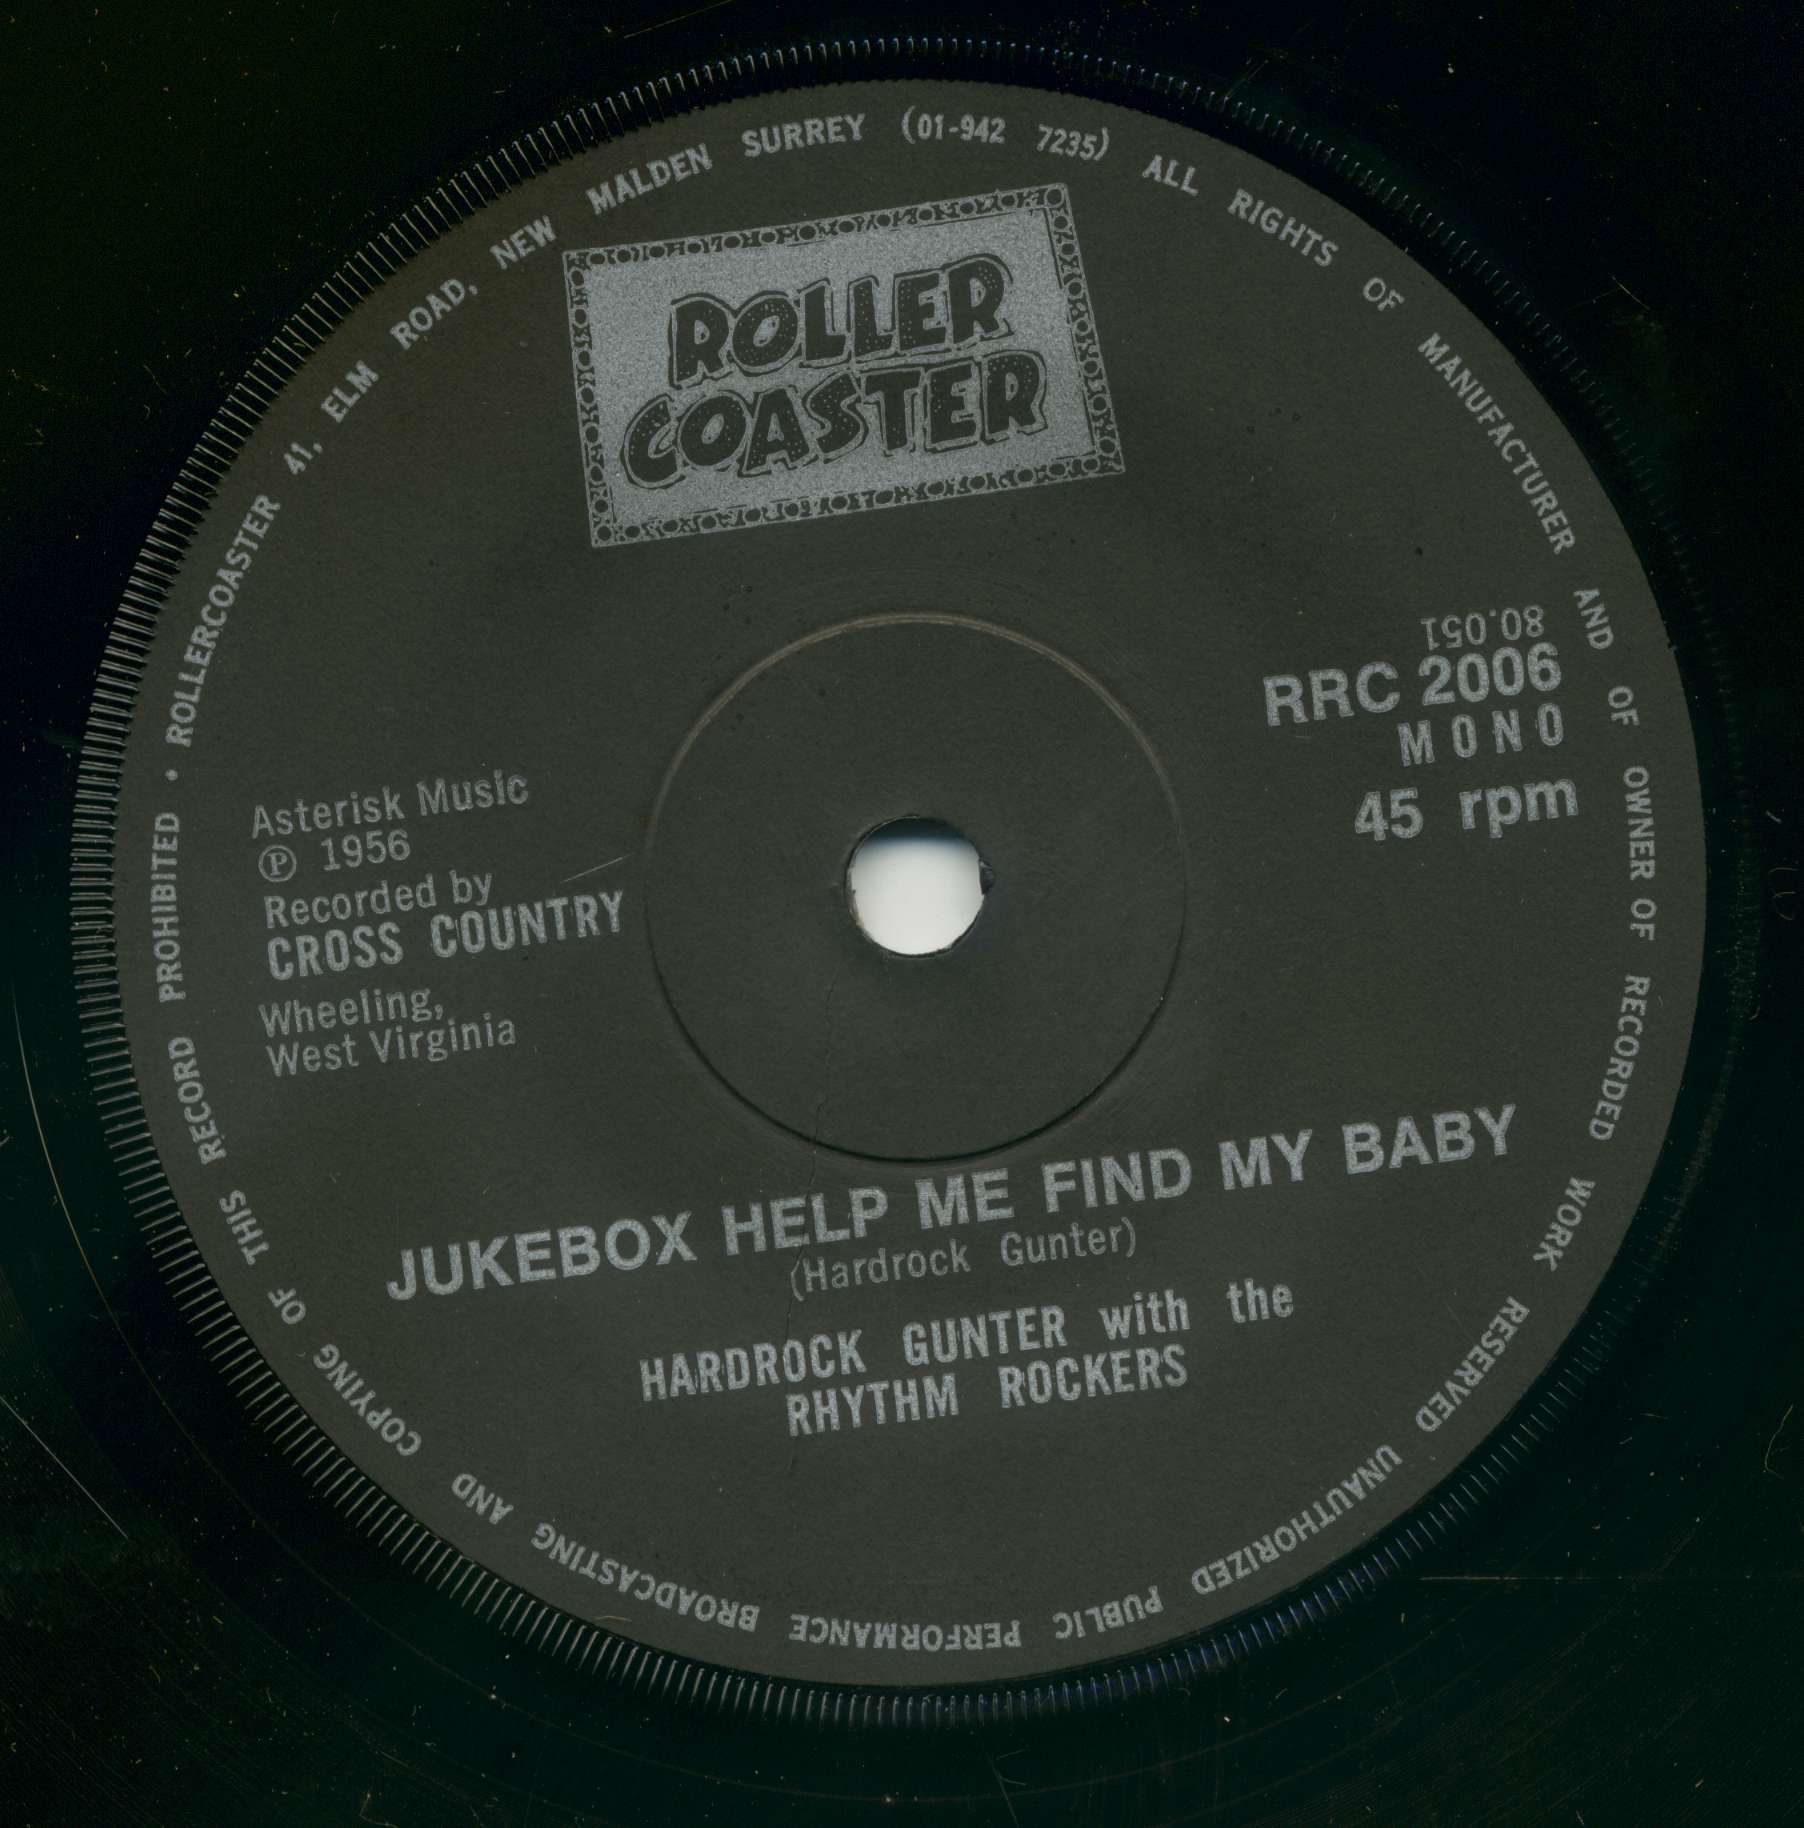 ROLLERCOASTER 41, ELM ROAD, NEW MALDEN SURREY (01-942 7235) ALL RIGHTS OF MANUFACTURER AND OF OWNER OF RECORDED WORK RESERVED UNAUTHORIZED PUBLIC PERFORMANCE BROADCASTING AND COPYING OF THIS RECORD PROHIBITED •
ROLLER
COASTER
80.051
RRC 2006
MONO
45 rpm
Asterisk Music
℗ 1956
Recorded by
CROSS COUNTRY
Wheeling,
West Virginia
JUKEBOX HELP ME FIND MY BABY
(Hardrock Gunter)
HARDROCK GUNTER with the
RHYTHM ROCKERS